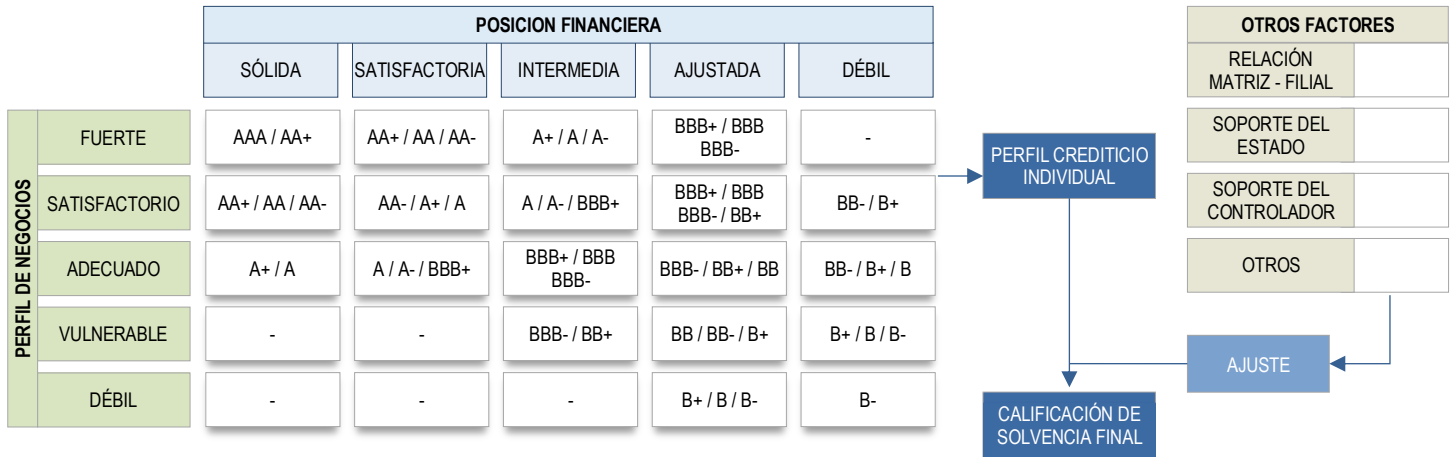 POSICION FINANCIERA
SÓLIDA
SATISFACTORIA
INTERMEDIA
AJUSTADA
DÉBIL
PERFIL DE NEGOCIOS
FUERTE
AAA / AA+
AA+ / AA / AA-
A+ / A / A-
BBB+ / BBB
BBB-
-
SATISFACTORIO
AA+ / AA / AA-
AA- / A+ / A
A / A- / BBB+
BBB+ / BBB
BBB- / BB+
BB- / B+
ADECUADO
A+ / A
A / A- / BBB+
BBB+ / BBB
BBB-
BBB- / BB+ / BB
BB- / B+ / B
VULNERABLE
-
-
BBB- / BB+
BB / BB- / B+
B+ / B / B-
DÉBIL
-
-
-
B+ / B / B-
B-
PERFIL CREDITICIO
INDIVIDUAL
CALIFICACIÓN DE
SOLVENCIA FINAL
OTROS FACTORES
RELACIÓN
MATRIZ - FILIAL
SOPORTE DEL
ESTADO
SOPORTE DEL
CONTROLADOR
OTROS
AJUSTE